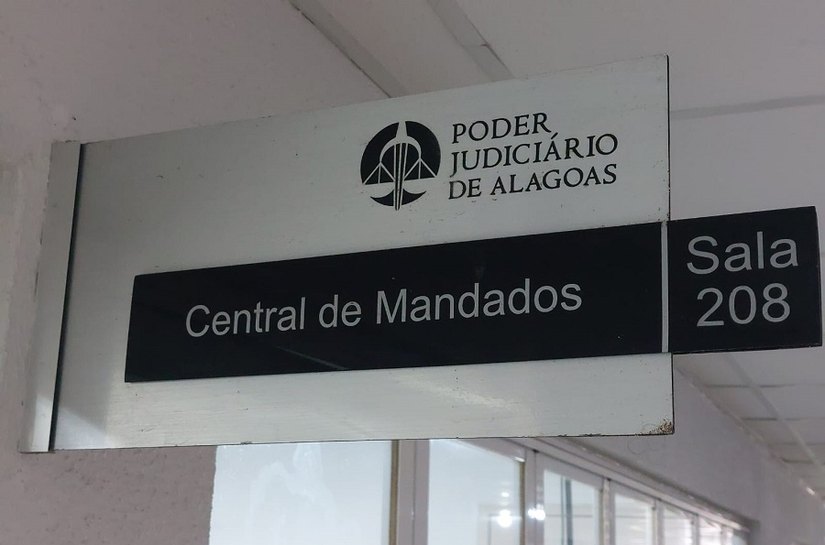 PODER
JUDICIÁRIO
DE ALAGOAS
Central de Mandados
Sala
208